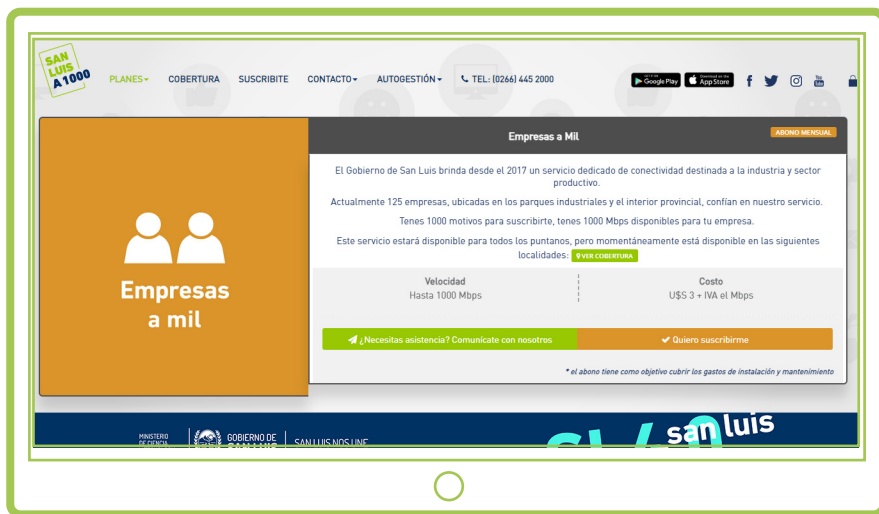 SAN
LUIS
A 1000
PLANES
COBERTURA
SUSCRIBITE
CONTACTO
AUTOGESTIÓN
TEL: (0266) 445 2000
Google Play
App Store
You
Empresas
a mil
Empresas a Mil
ABONO MENSUAL
El Gobierno de San Luis brinda desde el 2017 un servicio dedicado de conectividad destinada a la industria y sector
productivo.
Actualmente 125 empresas, ubicadas en los parques industriales y el interior provincial, confían en nuestro servicio.
Tenes 1000 motivos para suscribirte, tenes 1000 Mbps disponibles para tu empresa.
Este servicio estará disponible para todos los puntanos, pero momentáneamente está disponible en las siguientes
localidades: VER COBERTURA
Velocidad
Hasta 1000 Mbps
Costo
U$S 3 + IVA el Mbps
¿Necesitas asistencia? Comunícate con nosotros
Quiero suscribirme
* el abono tiene como objetivo cubrir los gastos de instalación y mantenimiento
MINISTERIO
DE CIENCIA
GOBIERNO DE
SAN LUIS
SAN LUIS NOS UNE
san luis